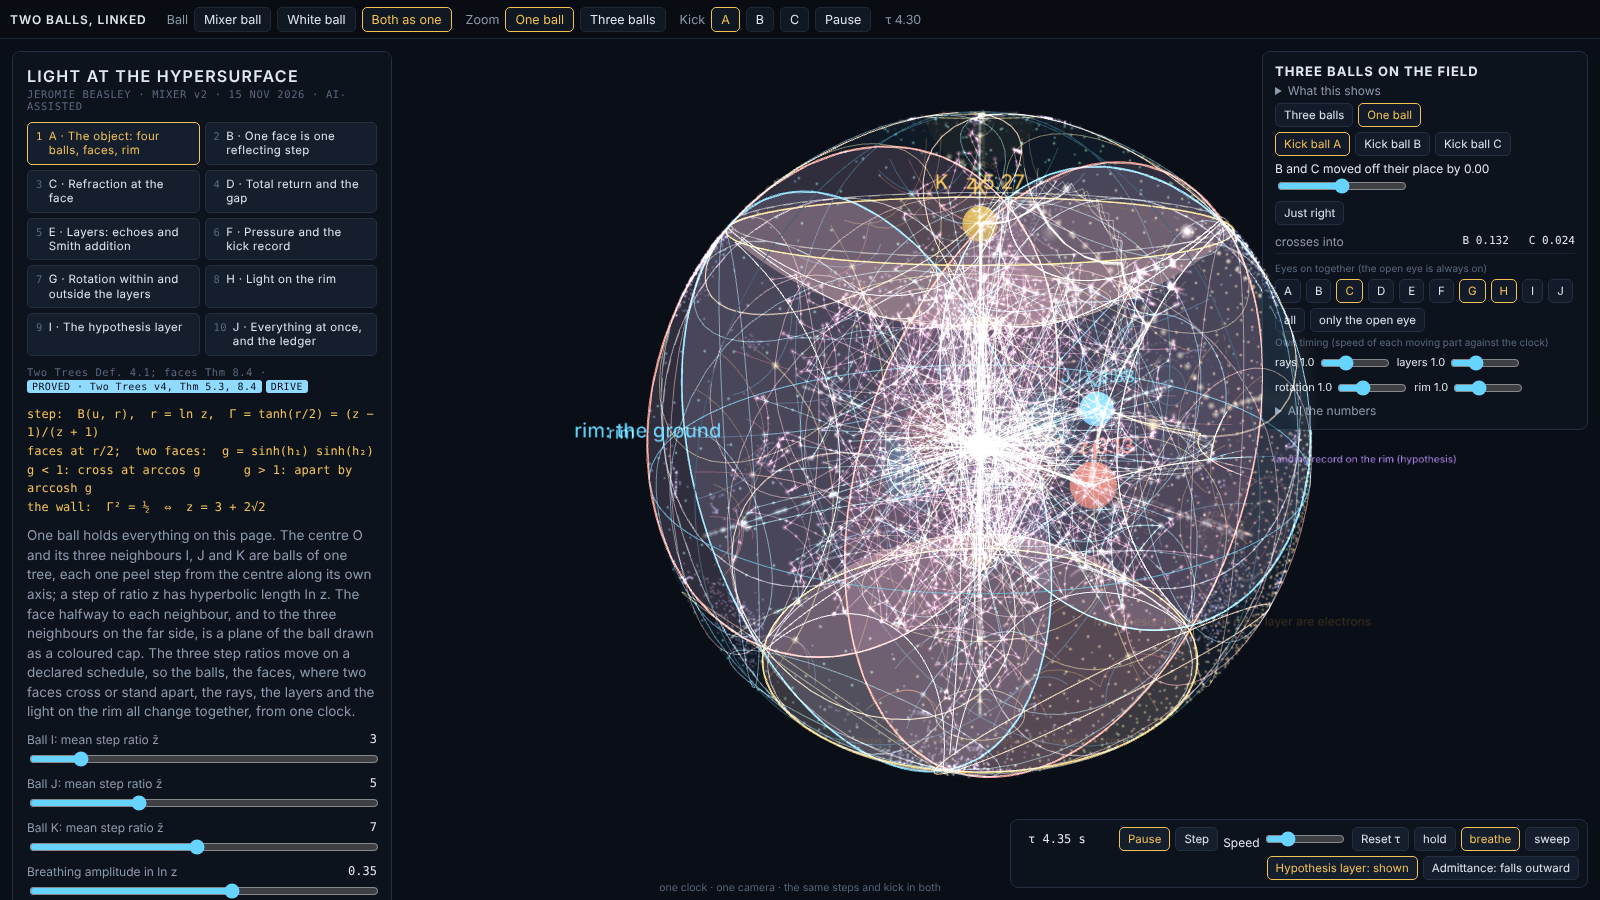 TWO BALLS, LINKED Ball Mixer ball White ball Both as one Zoom One ball Three balls Kick A B C Pause τ 4.30
LIGHT AT THE HYPERSURFACE
JEROMIE BEASLEY · MIXER v2 · 15 NOV 2026 · AI-
ASSISTED
1 A · The object: four
balls, faces, rim
2 B · One face is one
reflecting step
3 C · Refraction at the
face
4 D · Total return and the
gap
5 E · Layers: echoes and
Smith addition
6 F · Pressure and the
kick record
7 G · Rotation within and
outside the layers
8 H · Light on the rim
9 I · The hypothesis layer
10 J · Everything at once,
and the ledger
Two Trees Def. 4.1; faces Thm 8.4 ·
PROVED · Two Trees v4, Thm 5.3, 8.4 DRIVE
step: B(u, r), r = ln z, Γ = tanh(r/2) = (z −
1)/(z + 1)
faces at r/2; two faces: g = sinh(h₁) sinh(h₂)
g < 1: cross at arccos g g > 1: apart by
arccosh g
the wall: Γ² = ½ ⇔ z = 3 + 2√2
One ball holds everything on this page. The centre O
and its three neighbours I, J and K are balls of one
tree, each one peel step from the centre along its own
axis; a step of ratio z has hyperbolic length ln z. The
face halfway to each neighbour, and to the three
neighbours on the far side, is a plane of the ball drawn
as a coloured cap. The three step ratios move on a
declared schedule, so the balls, the faces, where two
faces cross or stand apart, the rays, the layers and the
light on the rim all change together, from one clock.
Ball I: mean step ratio z̄ 3
Ball J: mean step ratio z̄ 5
Ball K: mean step ratio z̄ 7
Breathing amplitude in ln z 0.35
rim: the ground
K
THREE BALLS ON THE FIELD
▶ What this shows
Three balls One ball
Kick ball A Kick ball B Kick ball C
B and C moved off their place by 0.00
Just right
crosses into B 0.132 C 0.024
Eyes on together (the open eye is always on)
A B C D E F G H I J
all only the open eye
Own timing (speed of each moving part against the clock)
rays 1.0 layers 1.0
rotation 1.0 rim 1.0
▶ All the numbers
record on the rim (hypothesis)
layer are electrons
τ 4.35 s Pause Step Speed Reset τ hold breathe sweep
Hypothesis layer: shown Admittance: falls outward
one clock · one camera · the same steps and kick in both